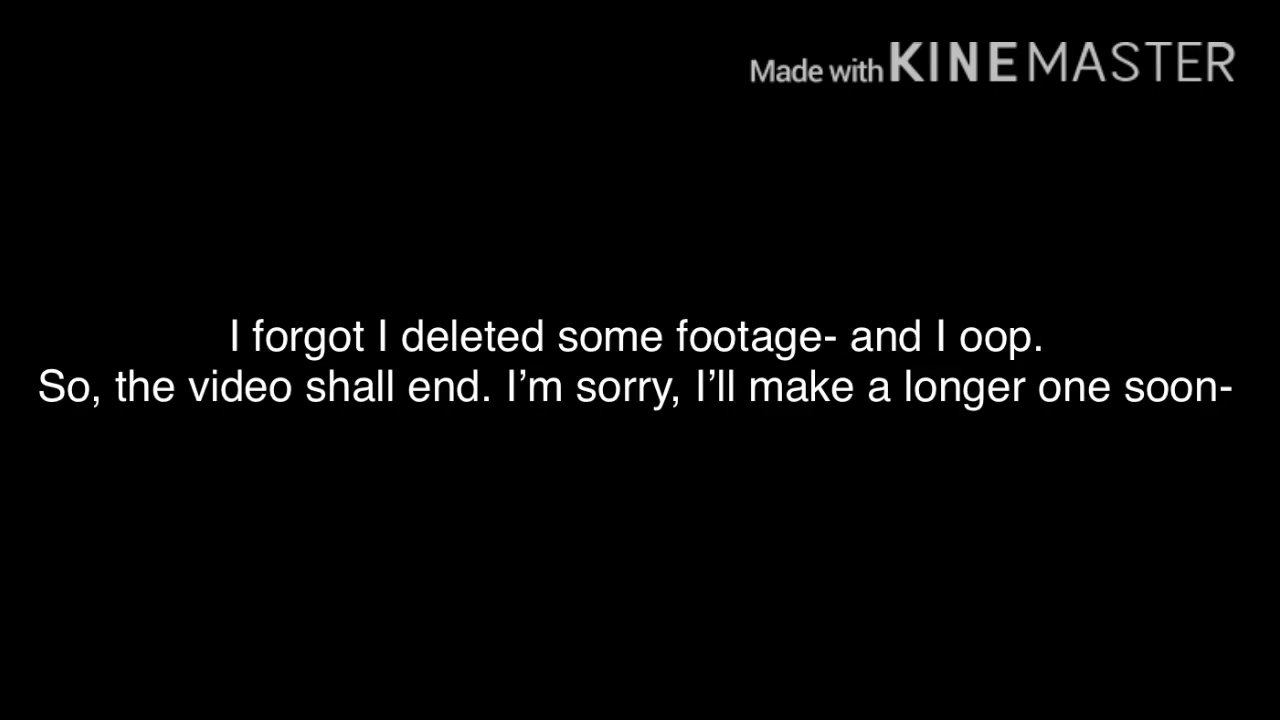 Made with KINEMASTER
I forgot I deleted some footage- and I oop.
So, the video shall end. I’m sorry, I’ll make a longer one soon-